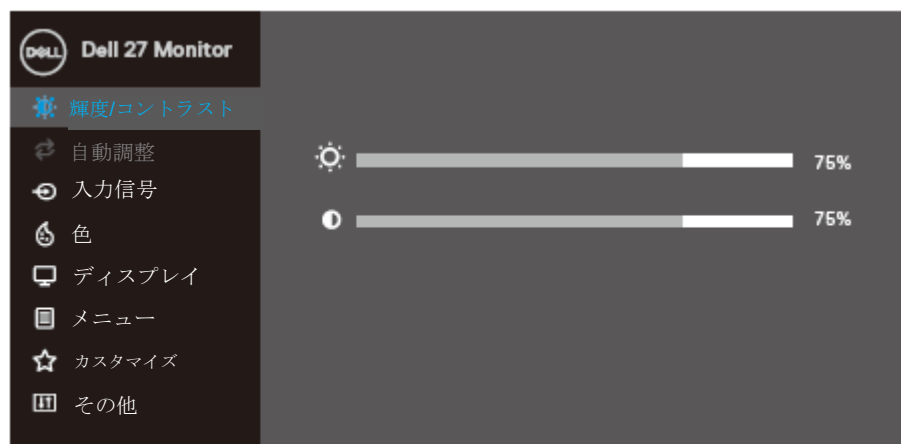 DELL Dell 27 Monitor
輝度/コントラスト
自動調整
75%
入力信号
75%
色
ディスプレイ
メニュー
カスタマイズ
その他